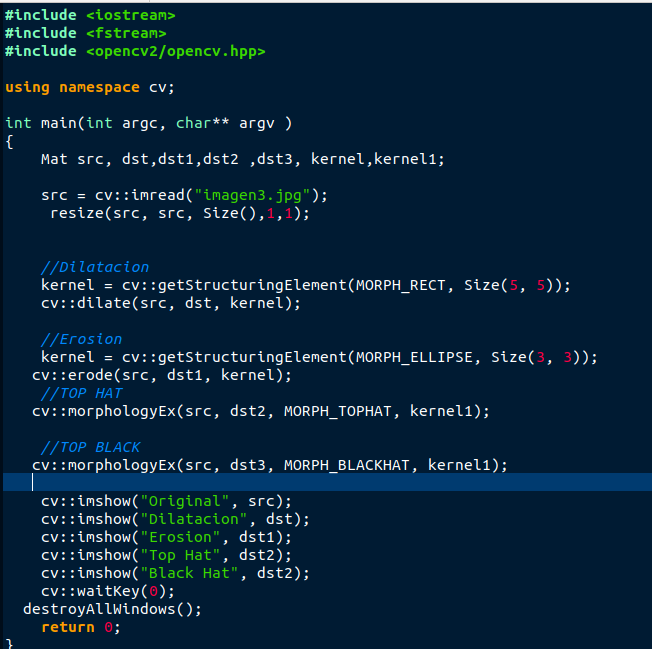 #include <iostream>
#include <fstream>
#include <opencv2/opencv.hpp>
using namespace cv;
int main(int argc, char** argv )
{
Mat src, dst,dst1,dst2 ,dst3, kernel,kernel1;
src = cv::imread("imagen3.jpg");
resize(src, src, Size(),1,1);
//Dilatacion
kernel = cv::getStructuringElement(MORPH_RECT, Size(5, 5));
cv::dilate(src, dst, kernel);
//Erosion
kernel = cv::getStructuringElement(MORPH_ELLIPSE, Size(3, 3));
cv::erode(src, dst1, kernel);
//TOP HAT
cv::morphologyEx(src, dst2, MORPH_TOPHAT, kernel1);
//TOP BLACK
cv::morphologyEx(src, dst3, MORPH_BLACKHAT, kernel1);
cv::imshow("Original", src);
cv::imshow("Dilatacion", dst);
cv::imshow("Erosion", dst1);
cv::imshow("Top Hat", dst2);
cv::imshow("Black Hat", dst2);
cv::waitKey(0);
destroyAllWindows();
return 0;
}